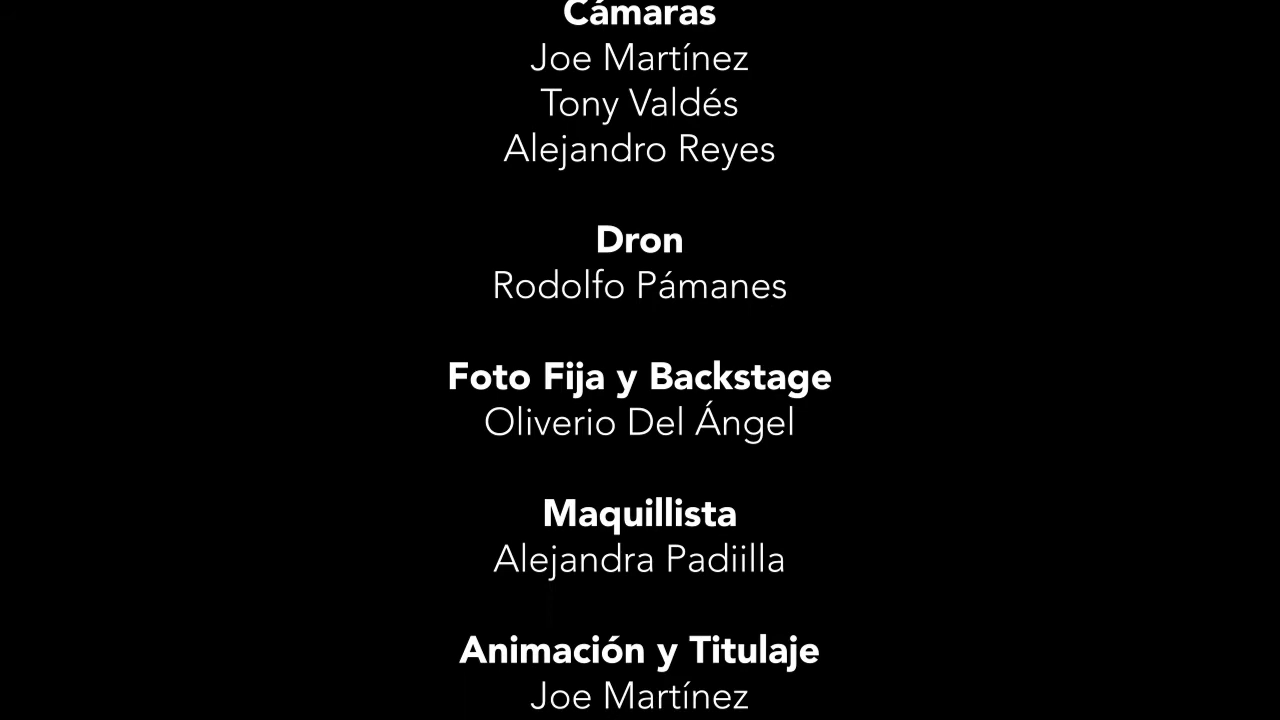 Cámaras
Joe Martínez
Tony Valdés
Alejandro Reyes
Dron
Rodolfo Pámanes
Foto Fija y Backstage
Oliverio Del Ángel
Maquillista
Alejandra Padiilla
Animación y Titulaje
Joe Martínez